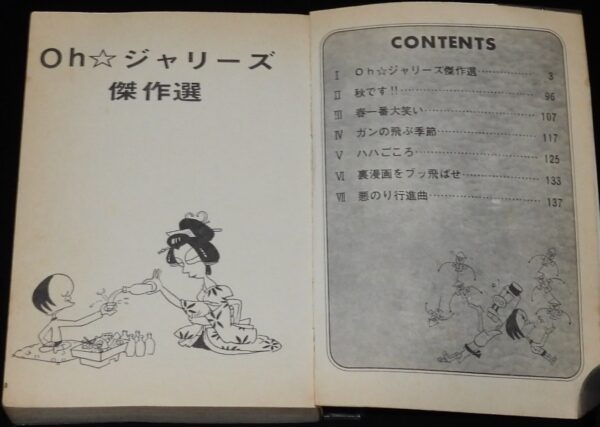 Oh☆ジャリーズ
傑作選
CONTENTS
Ⅰ Oh☆ジャリーズ傑作選 3
Ⅱ 秋です!! 96
Ⅲ 春一番大笑い 107
Ⅳ ガンの飛ぶ季節 117
Ⅴ ハハごころ 125
Ⅵ 裏漫画をブッ飛ばせ 133
Ⅶ 悪のり行進曲 137